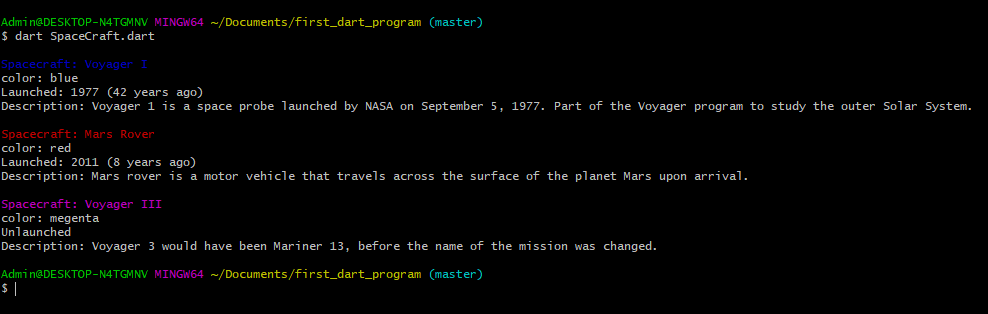 Admin@DESKTOP-N4TGMNV MINGW64 ~/Documents/first_dart_program (master)
$ dart SpaceCraft.dart
Spacecraft: Voyager I
color: blue
Launched: 1977 (42 years ago)
Description: Voyager 1 is a space probe launched by NASA on September 5, 1977. Part of the Voyager program to study the outer Solar System.
Spacecraft: Mars Rover
color: red
Launched: 2011 (8 years ago)
Description: Mars rover is a motor vehicle that travels across the surface of the planet Mars upon arrival.
Spacecraft: Voyager III
color: megenta
Unlaunched
Description: Voyager 3 would have been Mariner 13, before the name of the mission was changed.
Admin@DESKTOP-N4TGMNV MINGW64 ~/Documents/first_dart_program (master)
$